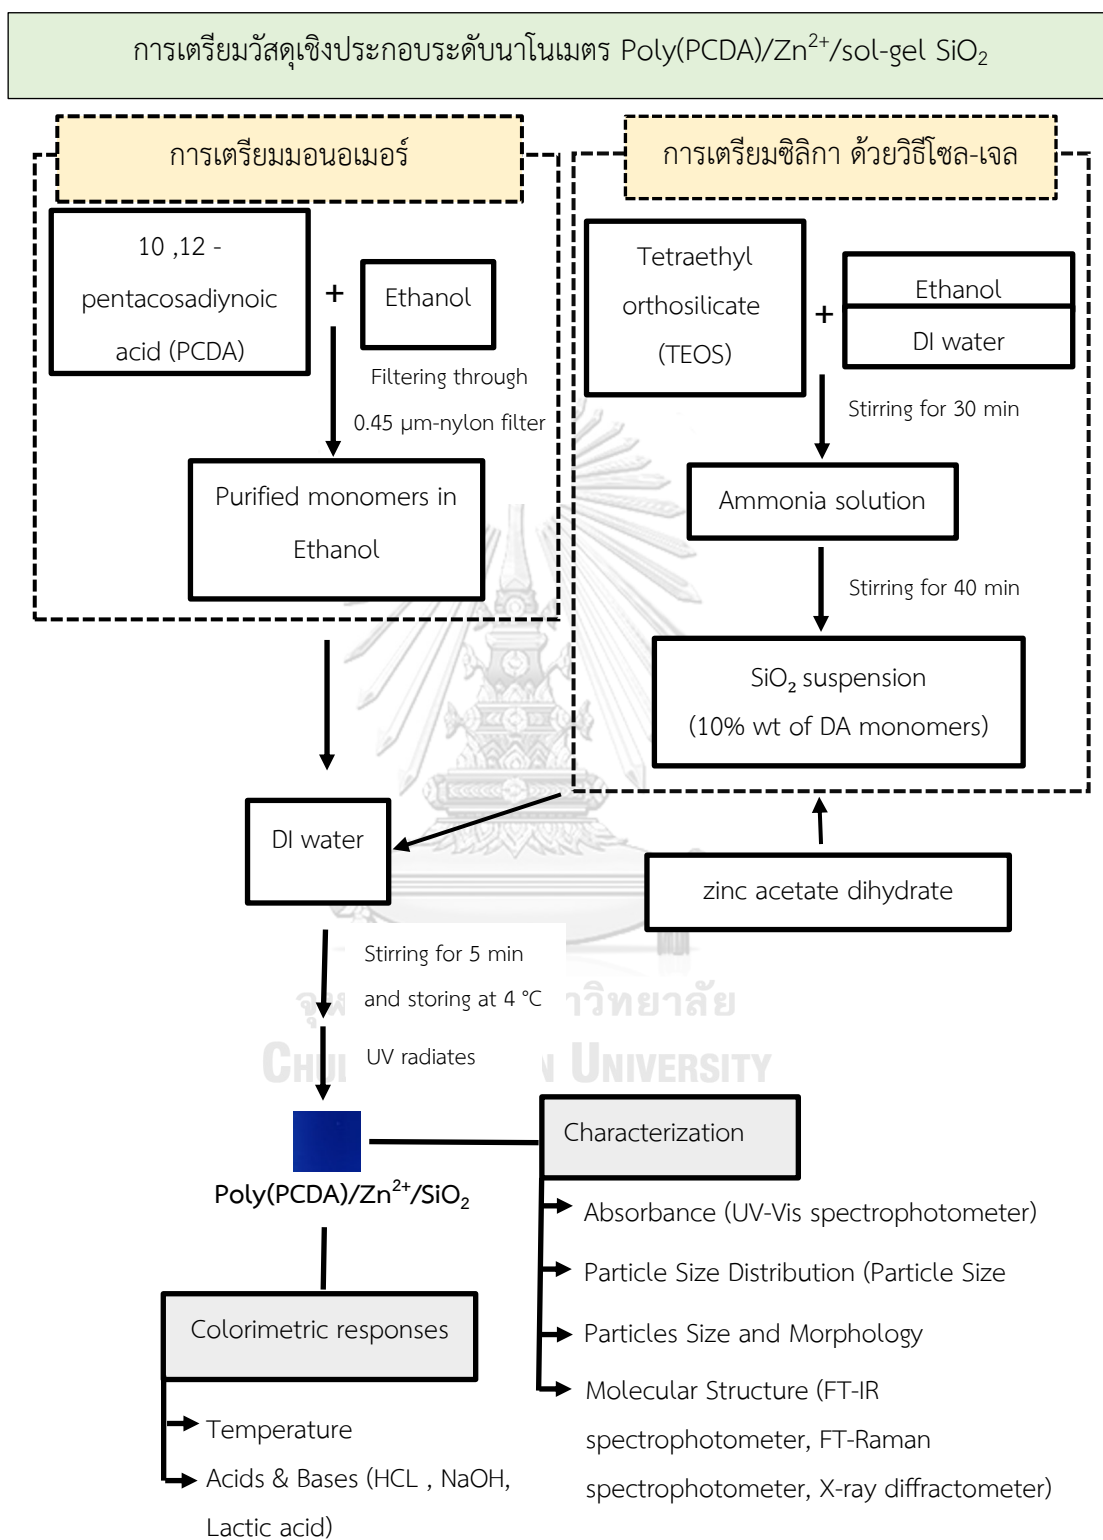 การเตรียมวัสดุเชิงประกอบระดับนาโนเมตร Poly(PCDA)/Zn²⁺/sol-gel SiO₂
การเตรียมมอนอเมอร์
10 ,12 -
pentacosadiynoic
acid (PCDA)
+
Ethanol
Filtering through
0.45 μm-nylon filter
Purified monomers in
Ethanol
การเตรียมซิลิกา ด้วยวิธีโซล-เจล
Tetraethyl
orthosilicate
(TEOS)
+
Ethanol
DI water
Stirring for 30 min
Ammonia solution
Stirring for 40 min
SiO₂ suspension
(10% wt of DA monomers)
zinc acetate dihydrate
DI water
Stirring for 5 min
and storing at 4 °C
UV radiates
Poly(PCDA)/Zn²⁺/SiO₂
Characterization
Absorbance (UV-Vis spectrophotometer)
Particle Size Distribution (Particle Size
Particles Size and Morphology
Molecular Structure (FT-IR
spectrophotometer, FT-Raman
spectrophotometer, X-ray diffractometer)
Colorimetric responses
Temperature
Acids & Bases (HCL , NaOH,
Lactic acid)
UNIVERSITY